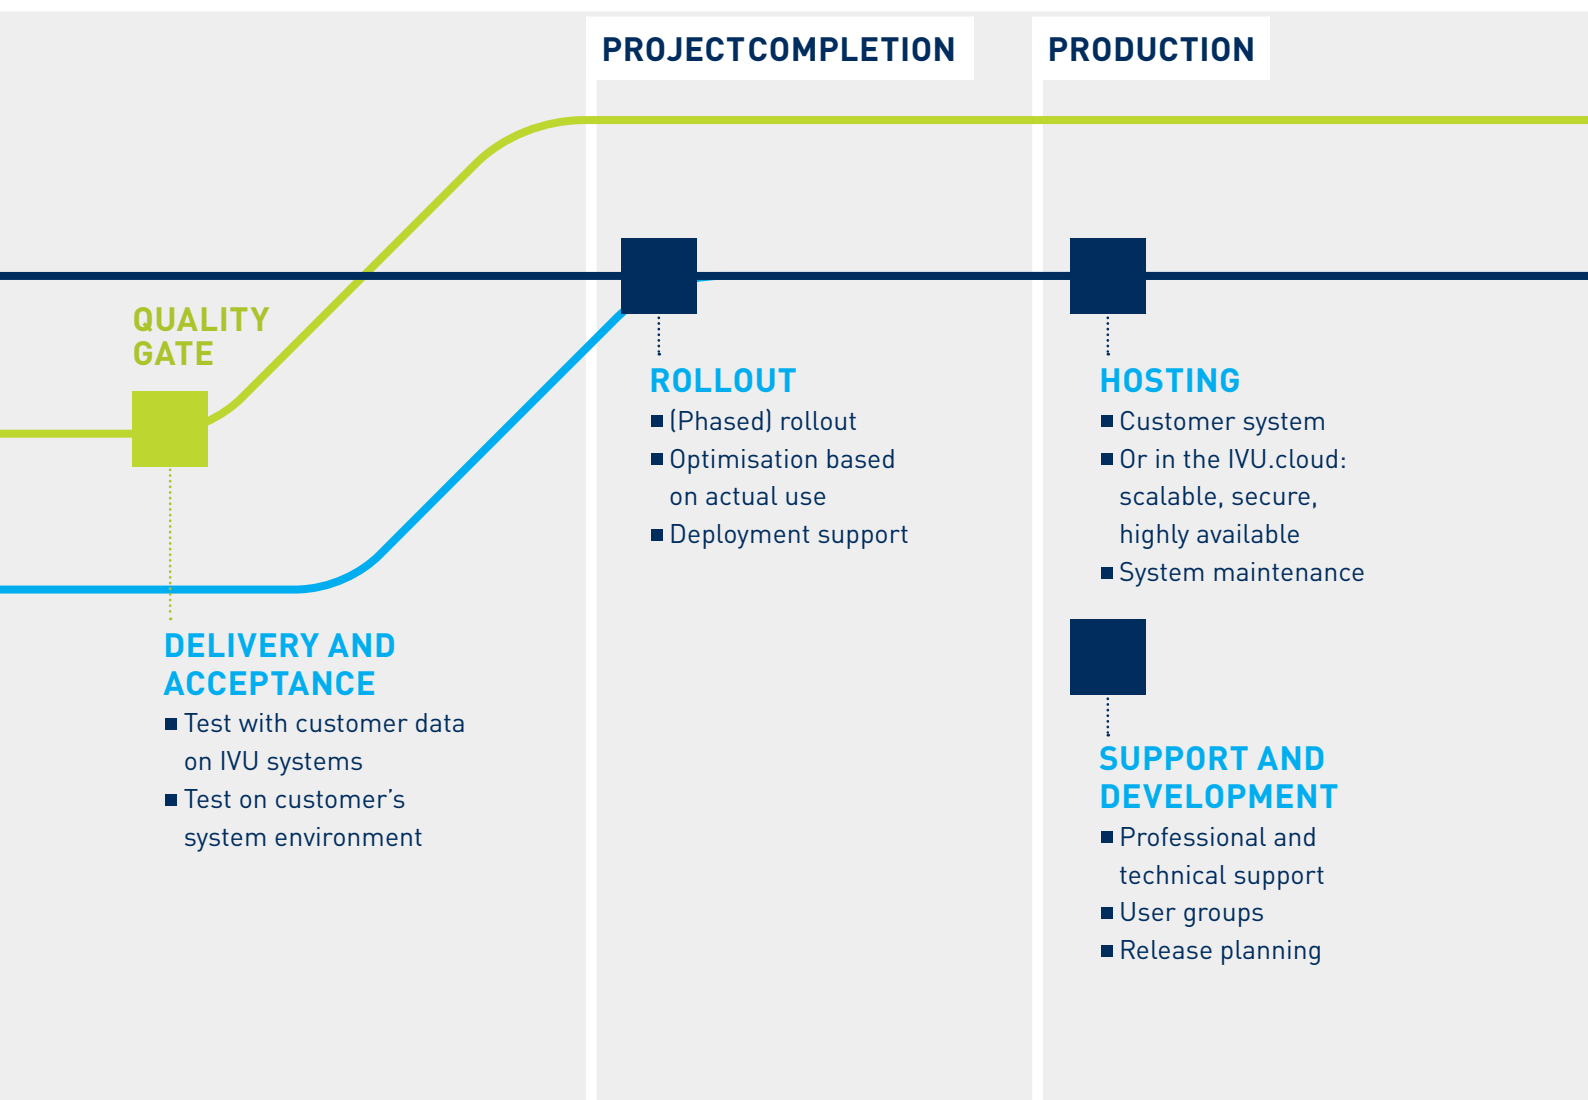 PROJECTCOMPLETION
PRODUCTION
QUALITY
GATE
DELIVERY AND
ACCEPTANCE
■ Test with customer data
on IVU systems
■ Test on customer’s
system environment
ROLLOUT
■ (Phased) rollout
■ Optimisation based
on actual use
■ Deployment support
HOSTING
■ Customer system
■ Or in the IVU.cloud:
scalable, secure,
highly available
■ System maintenance
SUPPORT AND
DEVELOPMENT
■ Professional and
technical support
■ User groups
■ Release planning